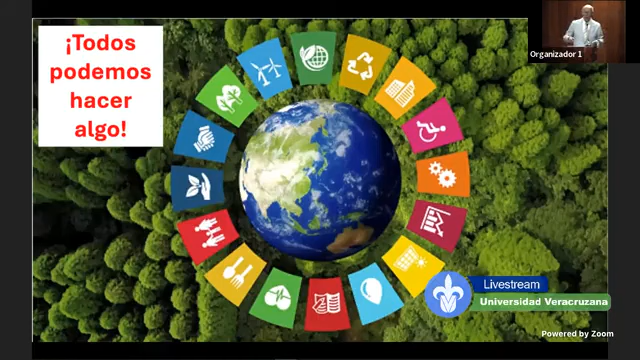 ¡Todos
podemos
hacer
algo!
Organizador 1
Livestream
Universidad Veracruzana
Powered by Zoom